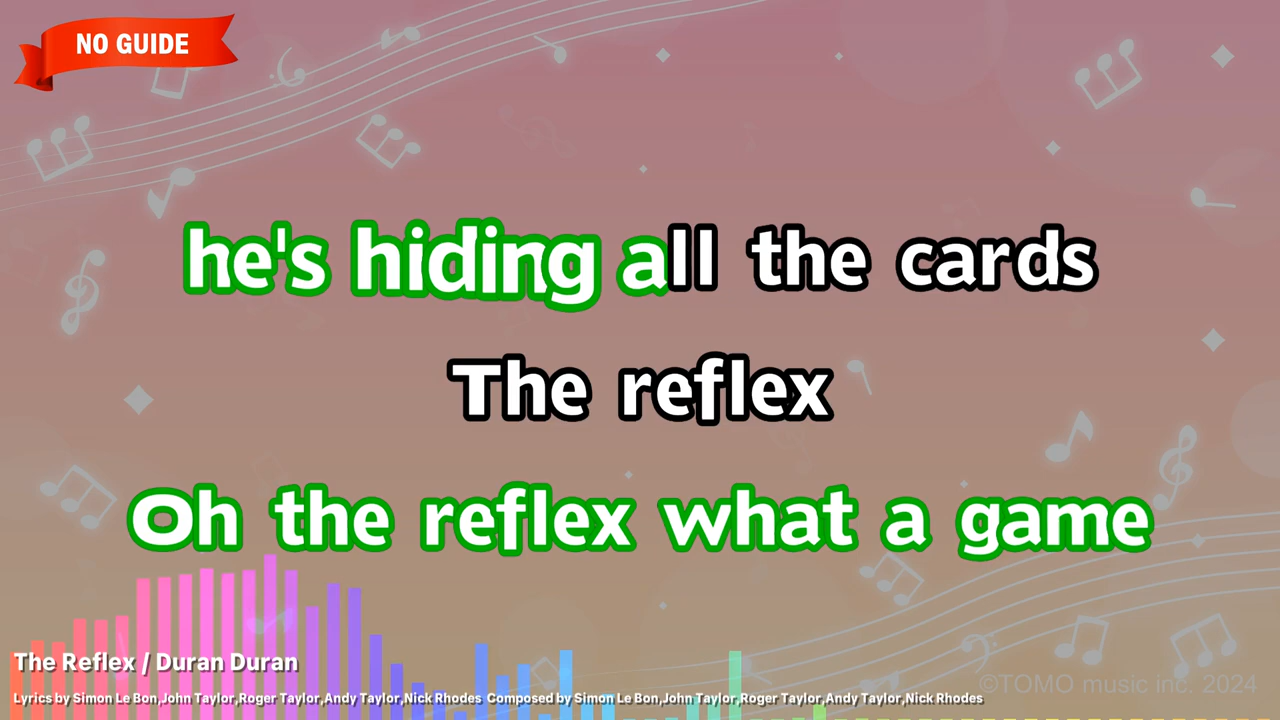 NO GUIDE
he's hiding all the cards
The reflex
Oh the reflex what a game
The Reflex / Duran Duran
Lyrics by Simon Le Bon,John Taylor,Roger Taylor,Andy Taylor,Nick Rhodes Composed by Simon Le Bon,John Taylor,Roger Taylor,Andy Taylor,Nick Rhodes
©TOMO music inc. 2024